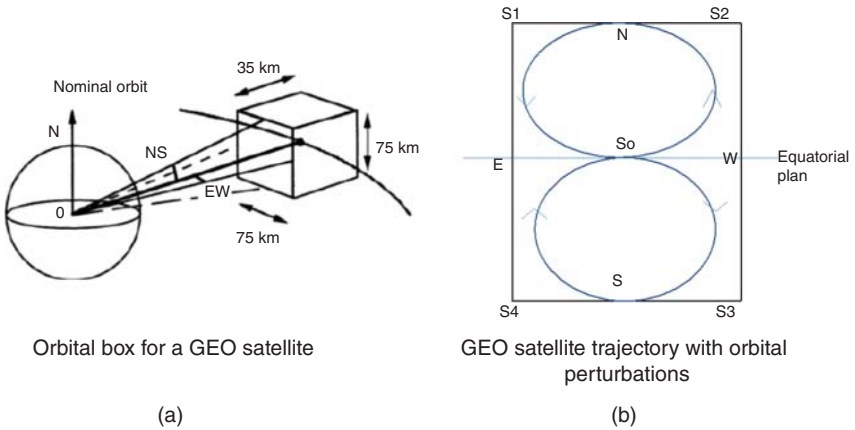 35 km
Nominal orbit
N
NS
75 km
0
EW
75 km
Orbital box for a GEO satellite
(a)
S1
S2
N
So
E
W
Equatorial
plan
S
S4
S3
GEO satellite trajectory with orbital
perturbations
(b)